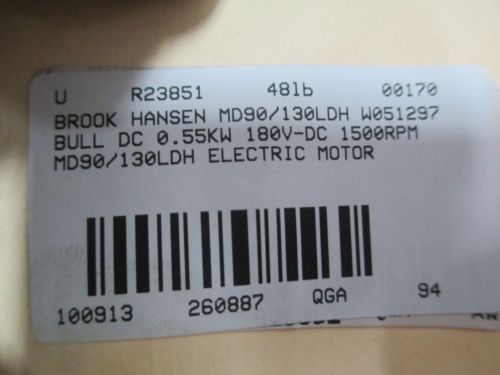 U R23851 48lb 00170
BROOK HANSEN MD90/130LDH W051297
BULL DC 0.55KW 180V-DC 1500RPM
MD90/130LDH ELECTRIC MOTOR
100913 260887 QGA 94